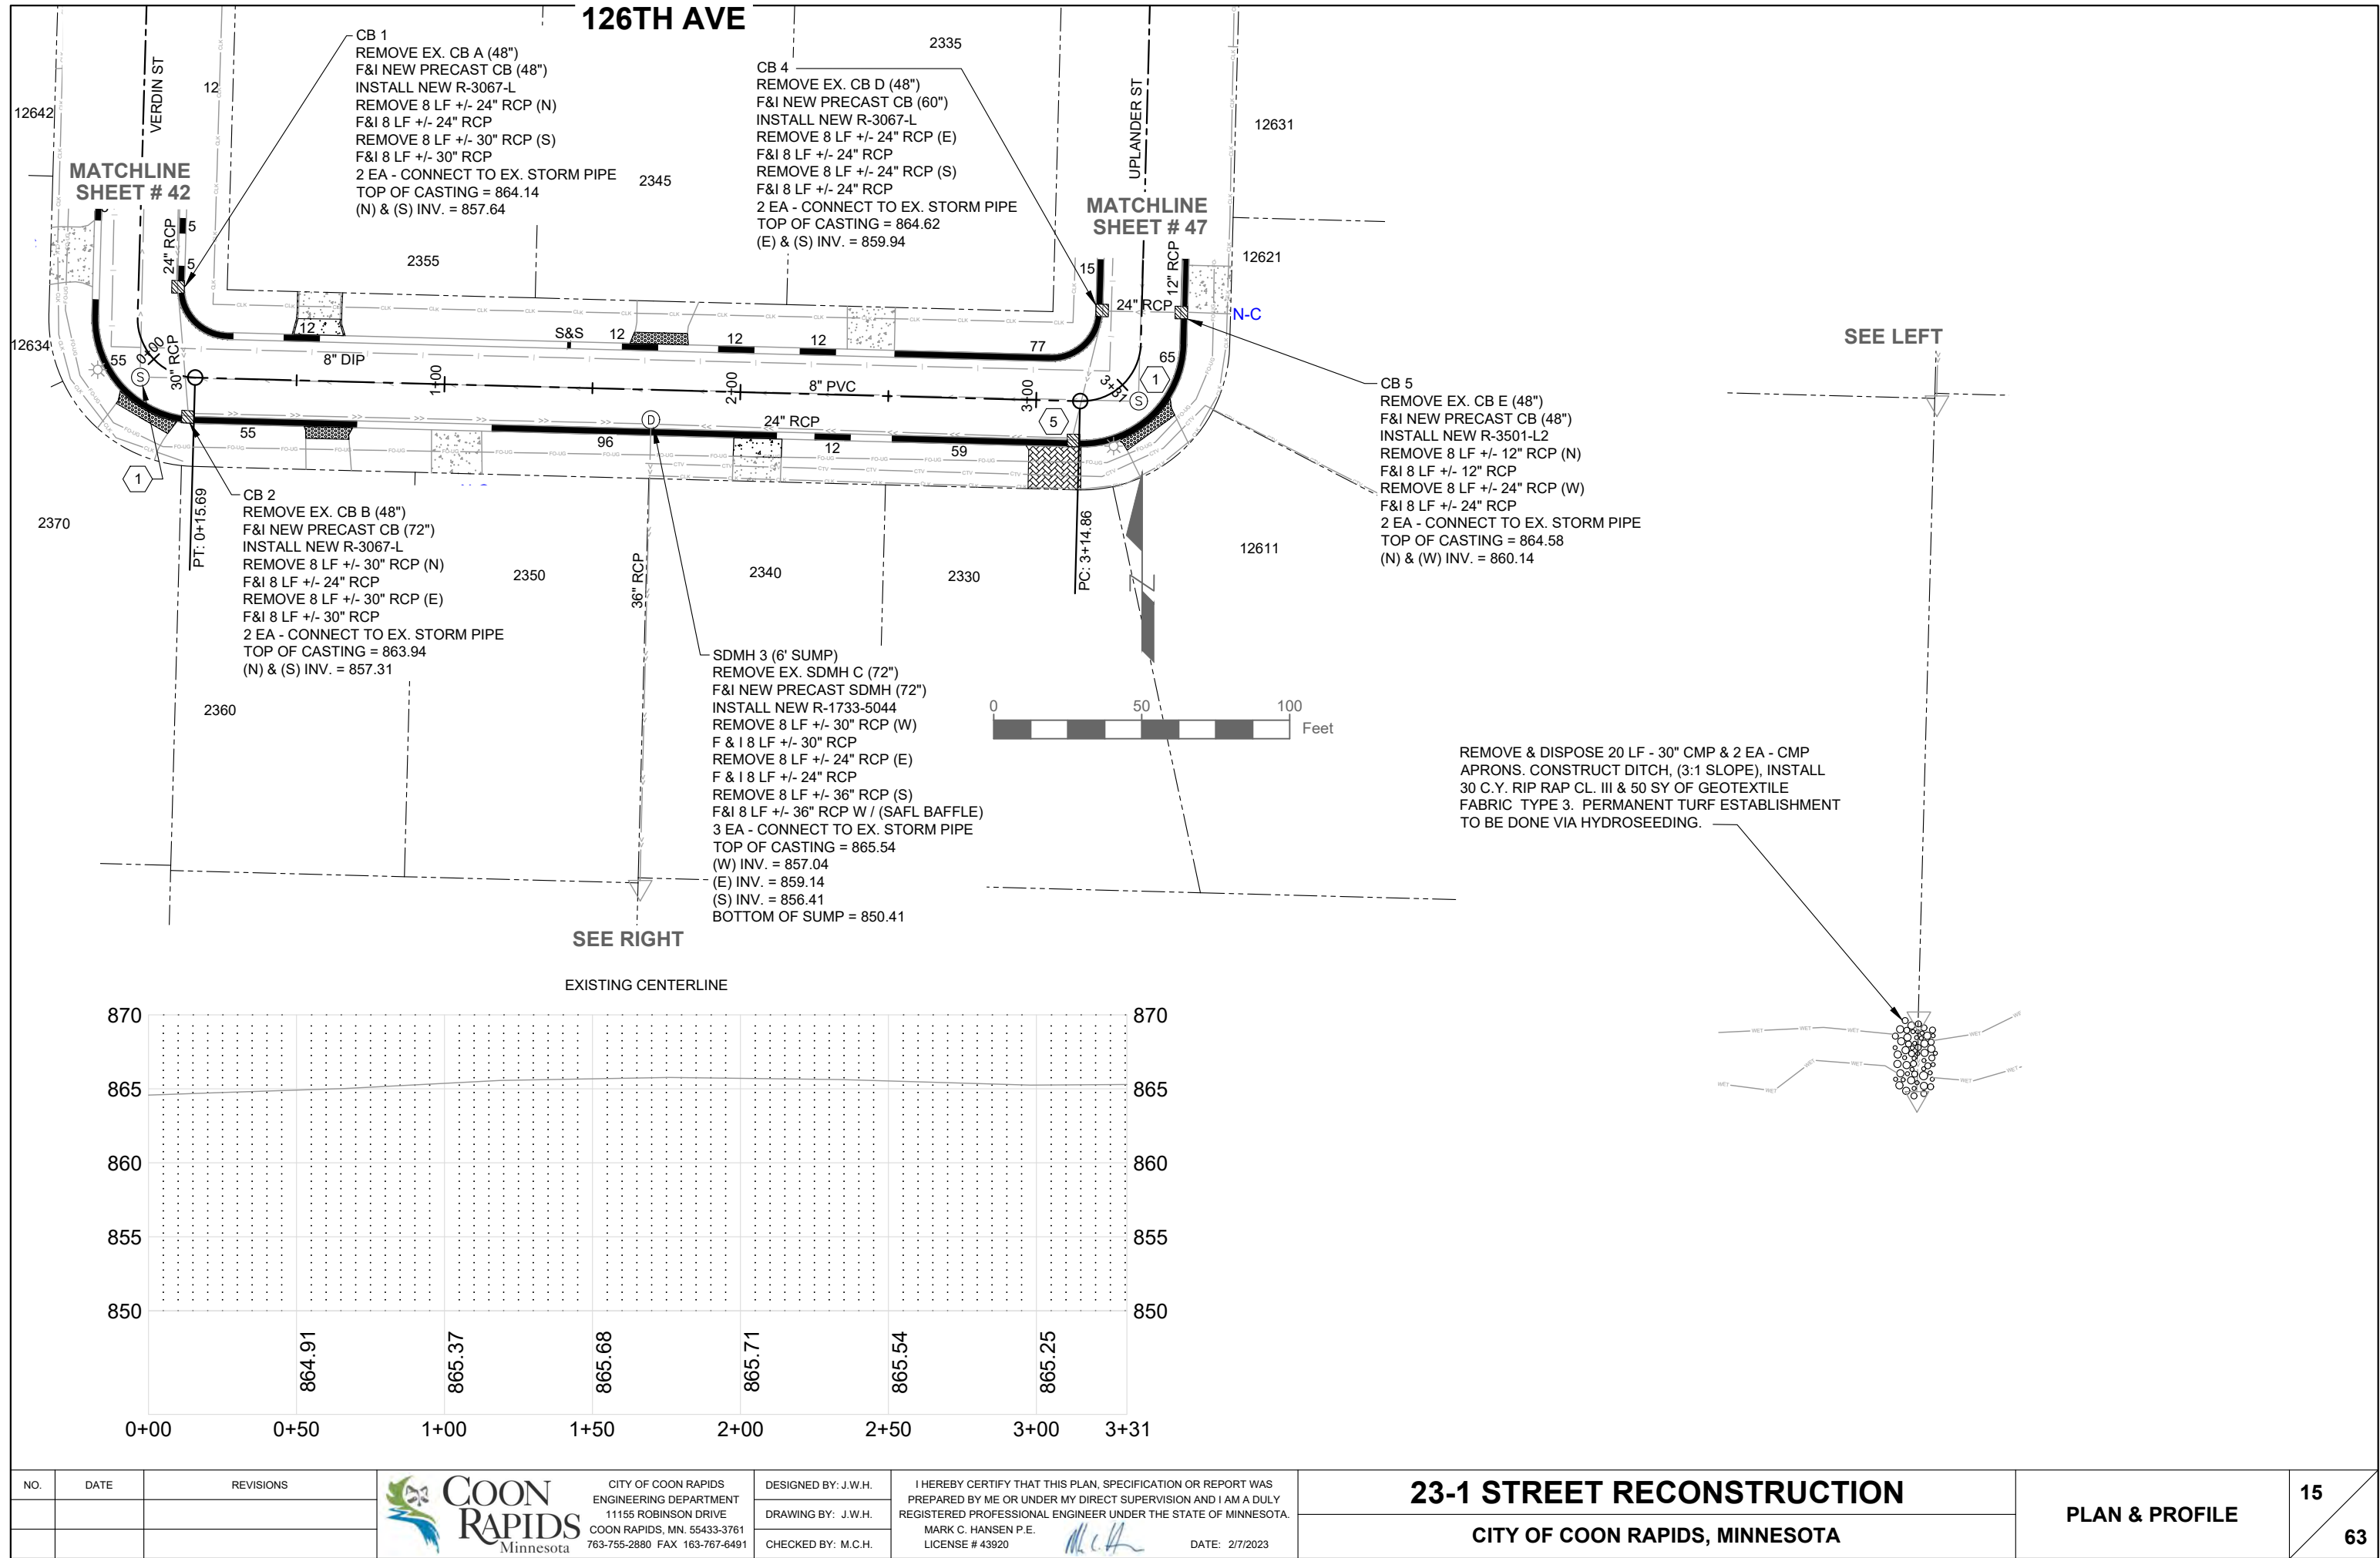 126TH AVE
CB 1
REMOVE EX. CB A (48")
F&I NEW PRECAST CB (48")
INSTALL NEW R-3067-L
REMOVE 8 LF +/- 24" RCP (N)
F&I 8 LF +/- 24" RCP
REMOVE 8 LF +/- 30" RCP (S)
F&I 8 LF +/- 30" RCP
2 EA - CONNECT TO EX. STORM PIPE
TOP OF CASTING = 864.14
(N) & (S) INV. = 857.64
CB 4
REMOVE EX. CB D (48")
F&I NEW PRECAST CB (60")
INSTALL NEW R-3067-L
REMOVE 8 LF +/- 24" RCP (E)
F&I 8 LF +/- 24" RCP
REMOVE 8 LF +/- 24" RCP (S)
F&I 8 LF +/- 24" RCP
2 EA - CONNECT TO EX. STORM PIPE
TOP OF CASTING = 864.62
(E) & (S) INV. = 859.94
2335
2345
2355
12
12642
12634
12631
12621
12611
VERDIN ST
UPLANDER ST
MATCHLINE
SHEET # 42
MATCHLINE
SHEET # 47
24" RCP
5
5
15
12" RCP
24" RCP
N-C
12
S&S
12
12
12
77
65
55
0+00
30" RCP
8" DIP
1+00
2+00
8" PVC
3+00
3+31
1
5
S
S
D
24" RCP
55
96
12
59
1
CB 5
REMOVE EX. CB E (48")
F&I NEW PRECAST CB (48")
INSTALL NEW R-3501-L2
REMOVE 8 LF +/- 12" RCP (N)
F&I 8 LF +/- 12" RCP
REMOVE 8 LF +/- 24" RCP (W)
F&I 8 LF +/- 24" RCP
2 EA - CONNECT TO EX. STORM PIPE
TOP OF CASTING = 864.58
(N) & (W) INV. = 860.14
SEE LEFT
CB 2
REMOVE EX. CB B (48")
F&I NEW PRECAST CB (72")
INSTALL NEW R-3067-L
REMOVE 8 LF +/- 30" RCP (N)
F&I 8 LF +/- 24" RCP
REMOVE 8 LF +/- 30" RCP (E)
F&I 8 LF +/- 30" RCP
2 EA - CONNECT TO EX. STORM PIPE
TOP OF CASTING = 863.94
(N) & (S) INV. = 857.31
2370
2360
2350
2340
2330
PT: 0+15.69
PC: 3+14.86
36" RCP
Z
SDMH 3 (6' SUMP)
REMOVE EX. SDMH C (72")
F&I NEW PRECAST SDMH (72")
INSTALL NEW R-1733-5044
REMOVE 8 LF +/- 30" RCP (W)
F & I 8 LF +/- 30" RCP
REMOVE 8 LF +/- 24" RCP (E)
F & I 8 LF +/- 24" RCP
REMOVE 8 LF +/- 36" RCP (S)
F&I 8 LF +/- 36" RCP W / (SAFL BAFFLE)
3 EA - CONNECT TO EX. STORM PIPE
TOP OF CASTING = 865.54
(W) INV. = 857.04
(E) INV. = 859.14
(S) INV. = 856.41
BOTTOM OF SUMP = 850.41
0 50 100
Feet
REMOVE & DISPOSE 20 LF - 30" CMP & 2 EA - CMP
APRONS. CONSTRUCT DITCH, (3:1 SLOPE), INSTALL
30 C.Y. RIP RAP CL. III & 50 SY OF GEOTEXTILE
FABRIC TYPE 3. PERMANENT TURF ESTABLISHMENT
TO BE DONE VIA HYDROSEEDING.
SEE RIGHT
EXISTING CENTERLINE
870 870
865 865
860 860
855 855
850 850
864.91 865.37 865.68 865.71 865.54 865.25
0+00 0+50 1+00 1+50 2+00 2+50 3+00 3+31
NO. DATE REVISIONS
COON
RAPIDS
Minnesota
CITY OF COON RAPIDS
ENGINEERING DEPARTMENT
11155 ROBINSON DRIVE
COON RAPIDS, MN. 55433-3761
763-755-2880 FAX 163-767-6491
DESIGNED BY: J.W.H.
DRAWING BY: J.W.H.
CHECKED BY: M.C.H.
I HEREBY CERTIFY THAT THIS PLAN, SPECIFICATION OR REPORT WAS
PREPARED BY ME OR UNDER MY DIRECT SUPERVISION AND I AM A DULY
REGISTERED PROFESSIONAL ENGINEER UNDER THE STATE OF MINNESOTA.
MARK C. HANSEN P.E.
LICENSE # 43920
DATE: 2/7/2023
23-1 STREET RECONSTRUCTION
CITY OF COON RAPIDS, MINNESOTA
PLAN & PROFILE
15
63